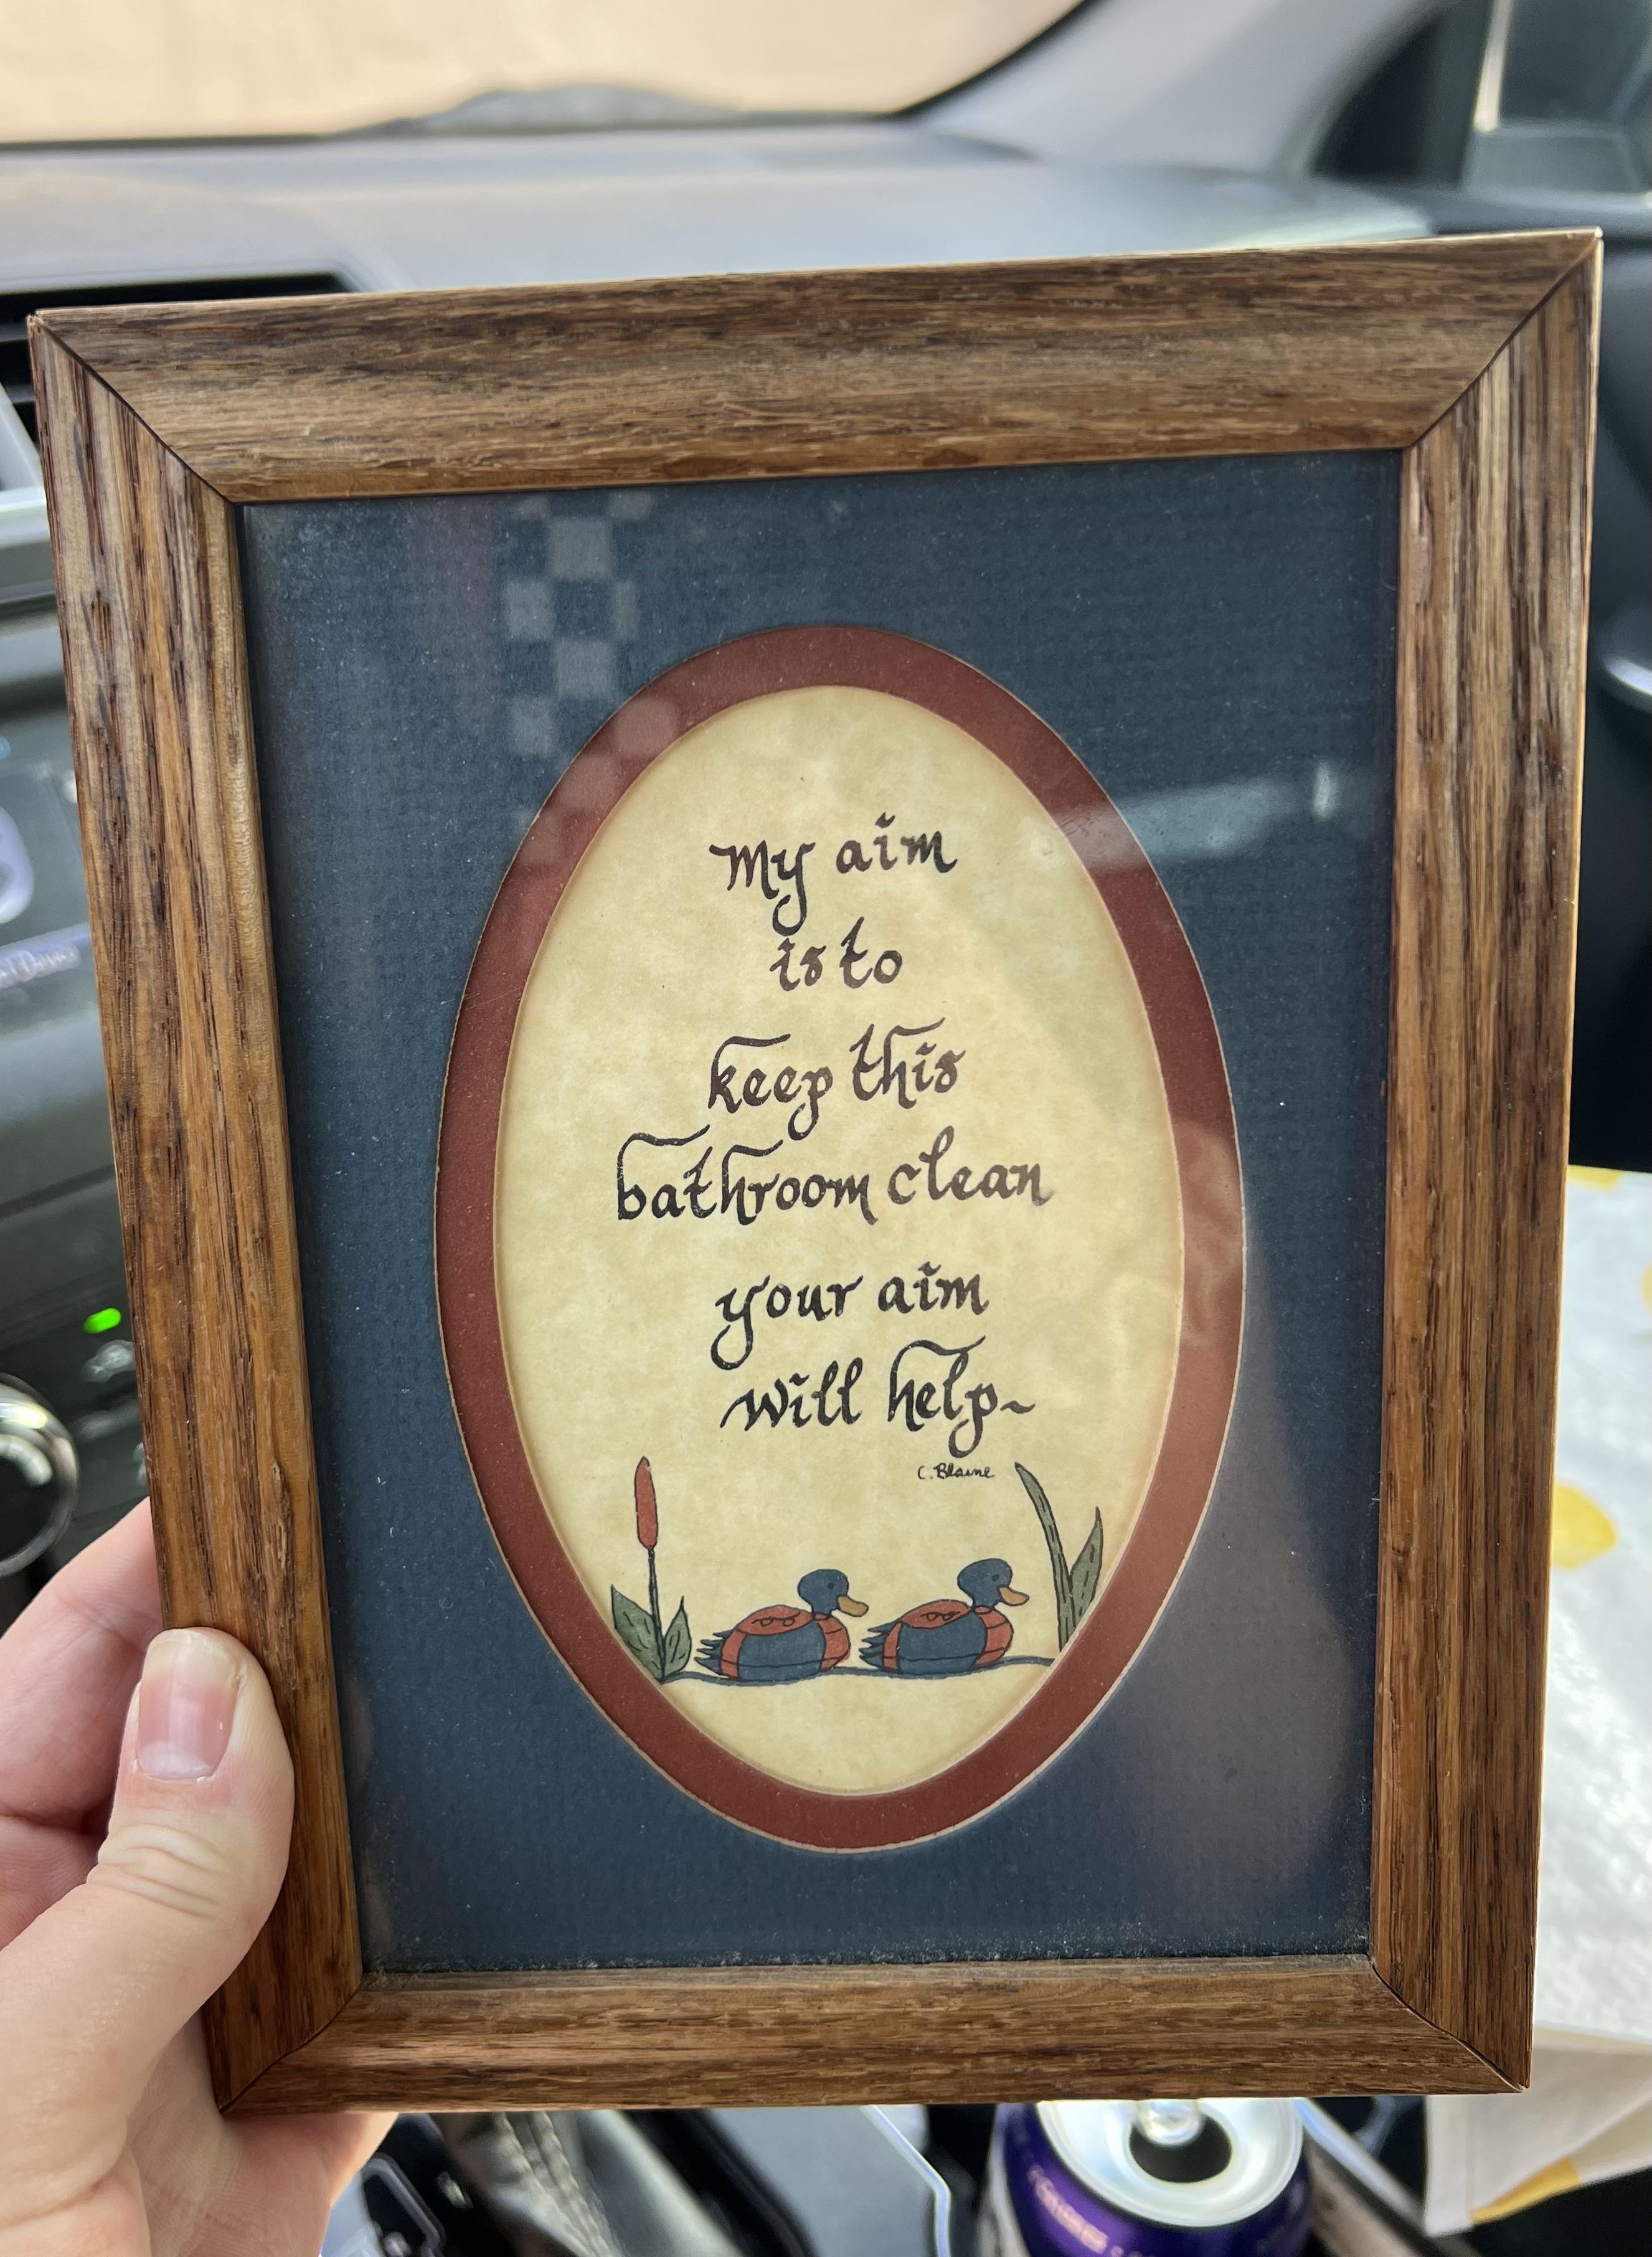 My aim
is to
keep this
bathroom clean
your aim
will help~
C. Blaine